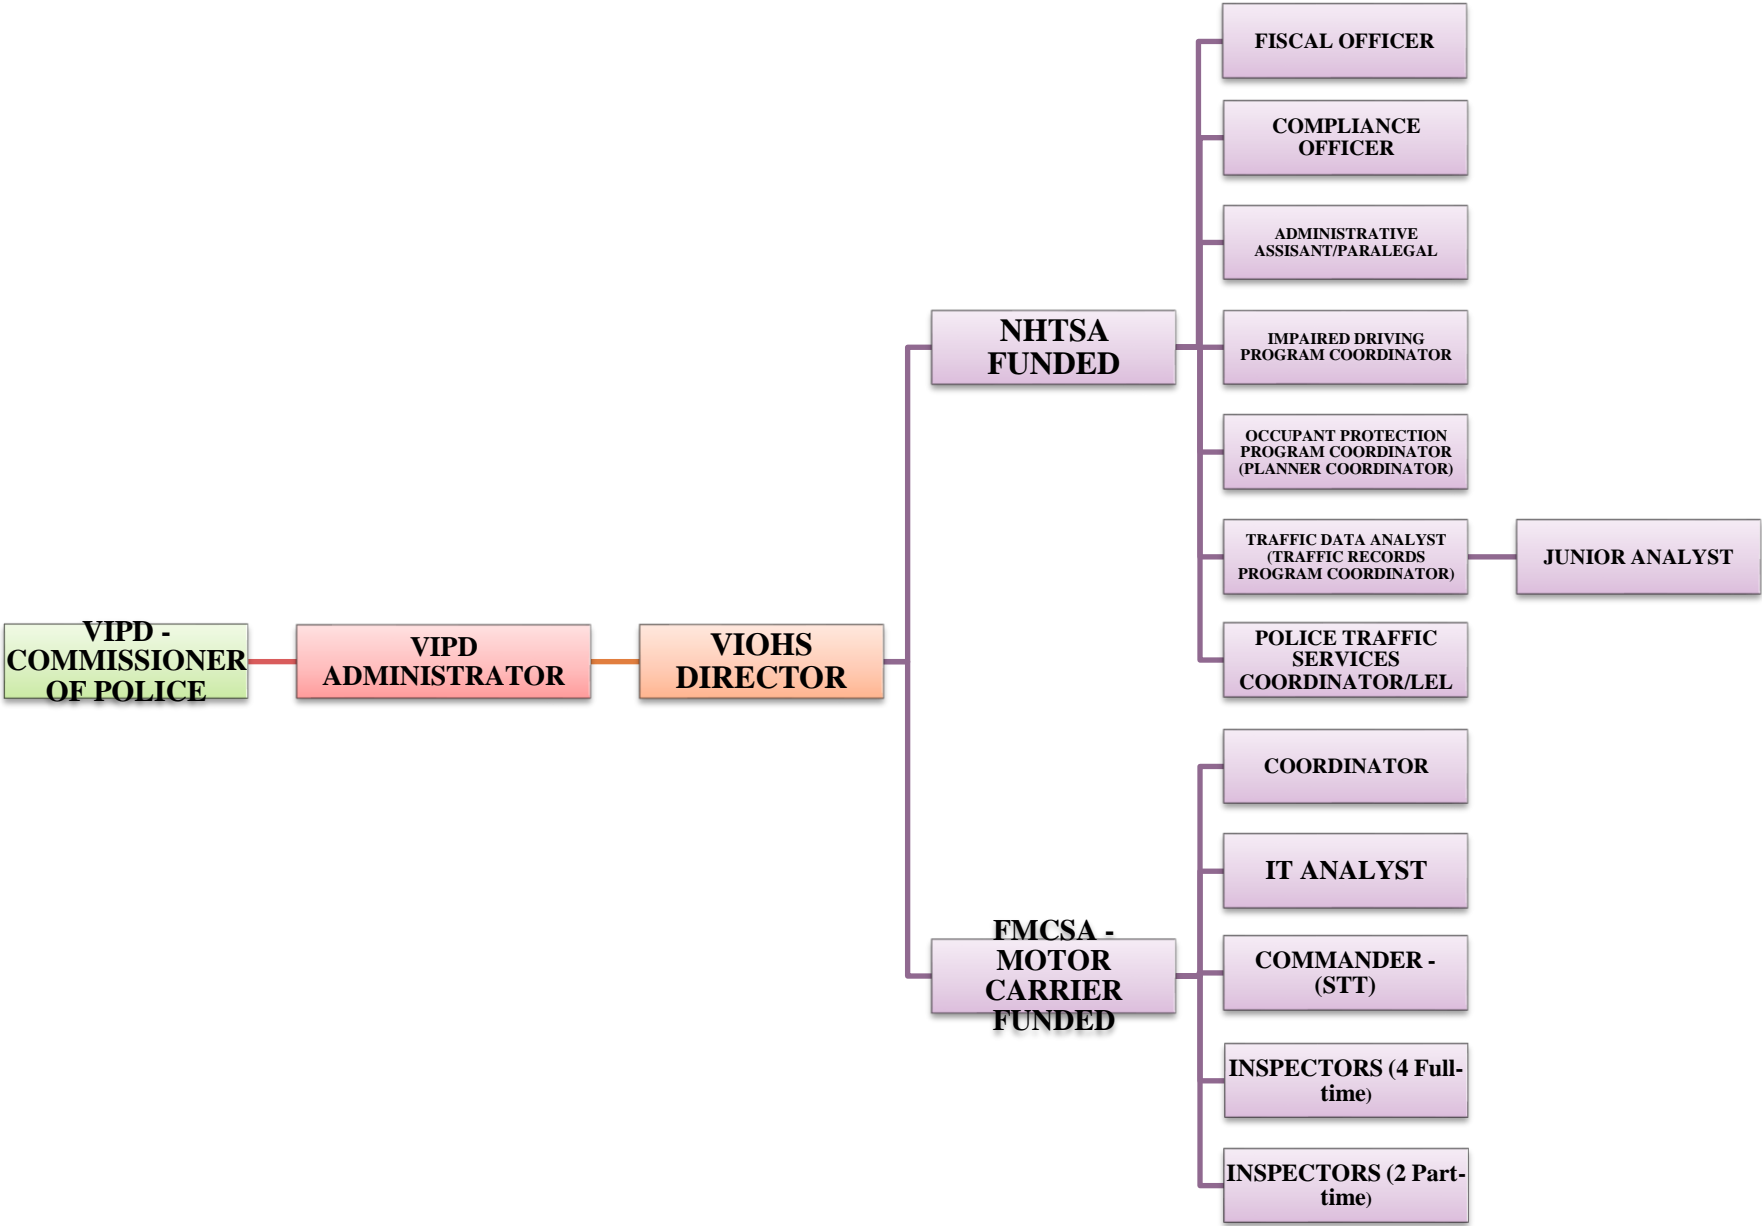 VIPD -
COMMISSIONER
OF POLICE
VIPD
ADMINISTRATOR
VIOHS
DIRECTOR
NHTSA
FUNDED
FISCAL OFFICER
COMPLIANCE
OFFICER
ADMINISTRATIVE
ASSISANT/PARALEGAL
IMPAIRED DRIVING
PROGRAM COORDINATOR
OCCUPANT PROTECTION
PROGRAM COORDINATOR
(PLANNER COORDINATOR)
TRAFFIC DATA ANALYST
(TRAFFIC RECORDS
PROGRAM COORDINATOR)
JUNIOR ANALYST
POLICE TRAFFIC
SERVICES
COORDINATOR/LEL
FMCSA -
MOTOR
CARRIER
FUNDED
COORDINATOR
IT ANALYST
COMMANDER -
(STT)
INSPECTORS (4 Full-
time)
INSPECTORS (2 Part-
time)